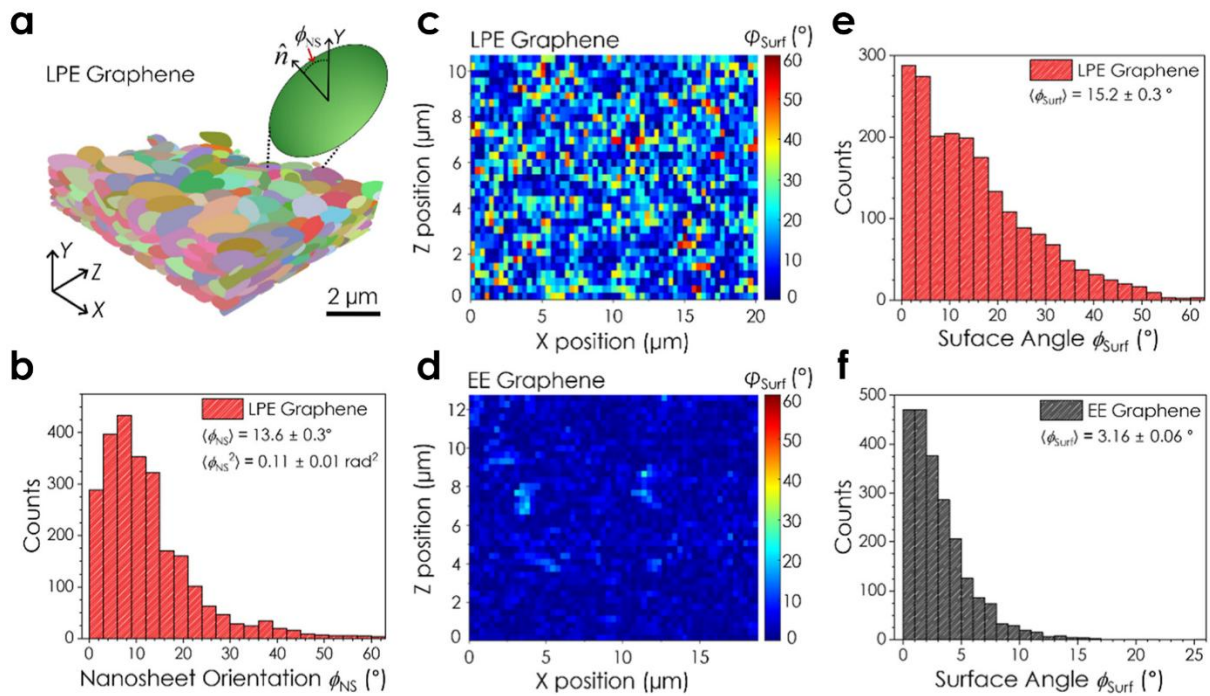 a
LPE Graphene
ϕNS
Y
n̂
Y
Z
X
2 µm
b
Counts
400
300
200
100
0
LPE Graphene
⟨ϕNS⟩ = 13.6 ± 0.3°
⟨ϕNS²⟩ = 0.11 ± 0.01 rad²
0 10 20 30 40 50 60
Nanosheet Orientation ϕNS (°)
c
LPE Graphene
φSurf (°)
Z position (µm)
10
8
6
4
2
0
0 5 10 15 20
X position (µm)
60
50
40
30
20
10
0
d
EE Graphene
φSurf (°)
Z position (µm)
12
10
8
6
4
2
0
0 5 10 15
X position (µm)
60
50
40
30
20
10
0
e
Counts
300
200
100
0
LPE Graphene
⟨ϕSurf⟩ = 15.2 ± 0.3 °
0 10 20 30 40 50 60
Suface Angle ϕSurf (°)
f
Counts
500
400
300
200
100
0
EE Graphene
⟨ϕSurf⟩ = 3.16 ± 0.06 °
0 5 10 15 20 25
Surface Angle ϕSurf (°)